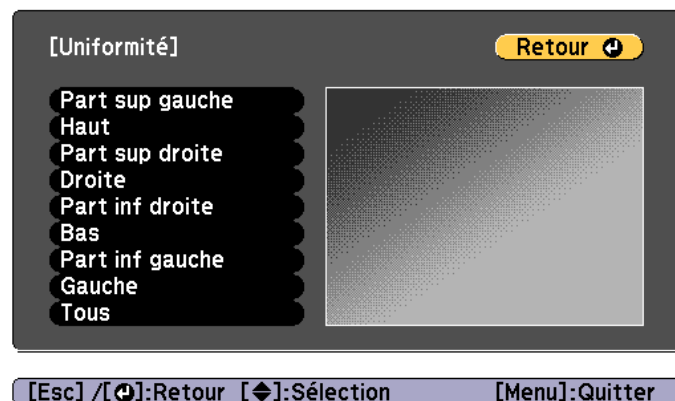 [Uniformité]
Retour
Part sup gauche
Haut
Part sup droite
Droite
Part inf droite
Bas
Part inf gauche
Gauche
Tous
[Esc] /[⏎]:Retour [◆]:Sélection [Menu]:Quitter